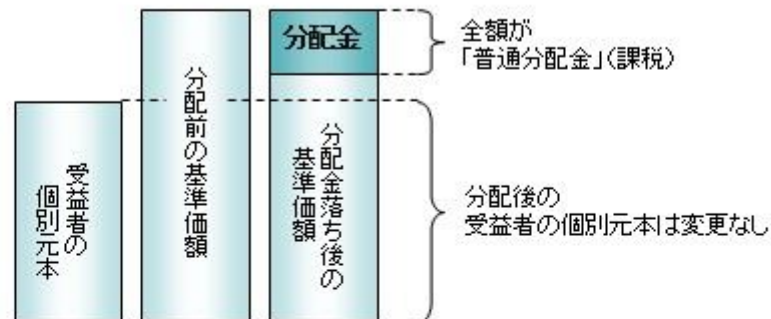 受益者の
個別元本
分配前の基準価額
分配金
分配金落ち後の
基準価額
全額が
「普通分配金」(課税)
分配後の
受益者の個別元本は変更なし